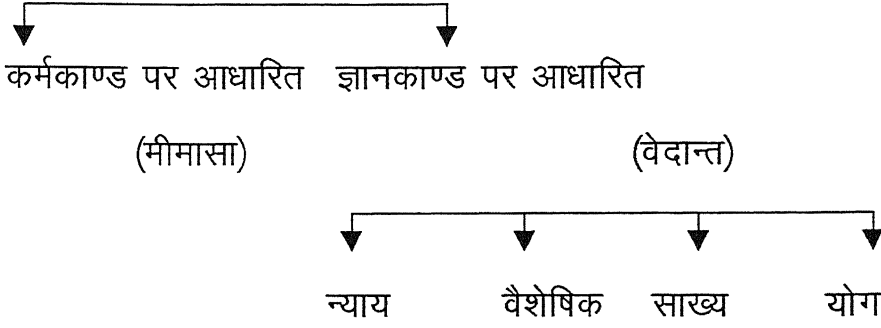 कर्मकाण्ड पर आधारित ज्ञानकाण्ड पर आधारित
(मीमासा) (वेदान्त)
न्याय वैशेषिक साख्य योग